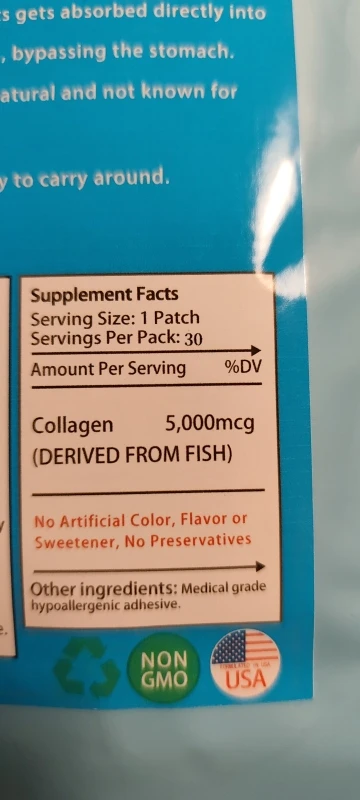 s gets absorbed directly into
, bypassing the stomach.
atural and not known for
y to carry around.
Supplement Facts
Serving Size: 1 Patch
Servings Per Pack: 30
Amount Per Serving %DV
Collagen 5,000mcg
(DERIVED FROM FISH)
No Artificial Color, Flavor or
Sweetener, No Preservatives
Other ingredients: Medical grade
hypoallergenic adhesive.
e.
NON
GMO
USA